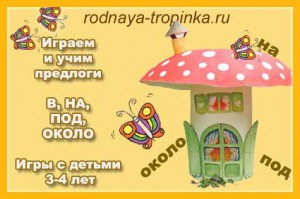 rodnaya-tropinka.ru
Играем
и учим
предлоги
В, НА,
ПОД,
ОКОЛО
Игры с детьми
3-4 лет
на
около
под